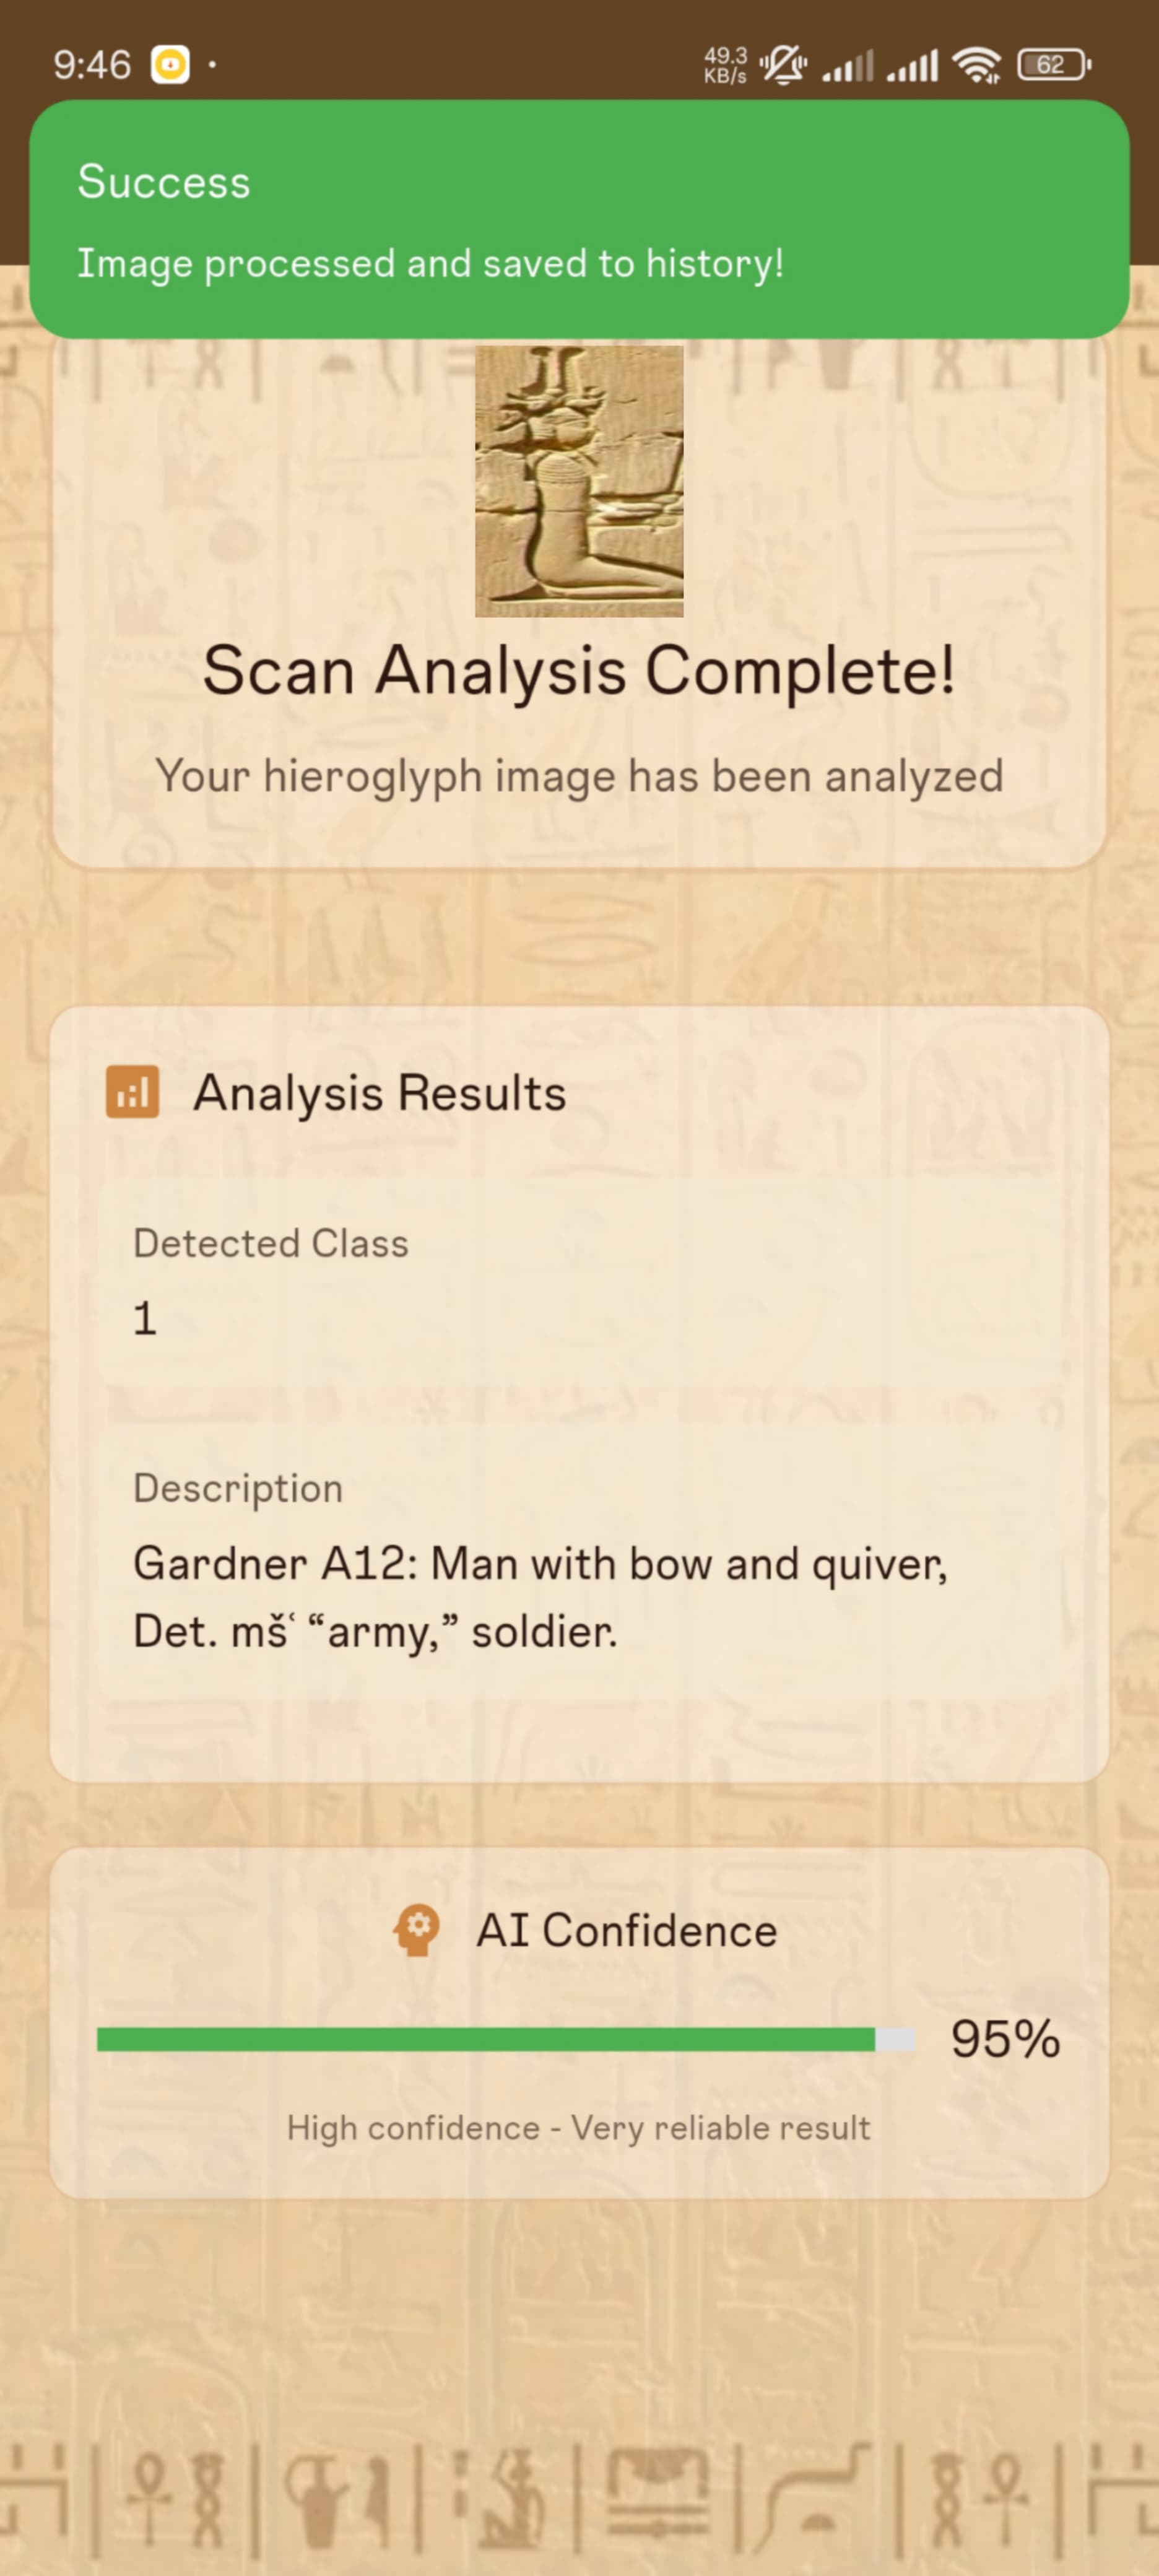 9:46
49.3
KB/s
62
Success
Image processed and saved to history!
Scan Analysis Complete!
Your hieroglyph image has been analyzed
Analysis Results
Detected Class
1
Description
Gardner A12: Man with bow and quiver,
Det. mšʿ “army,” soldier.
AI Confidence
95%
High confidence - Very reliable result